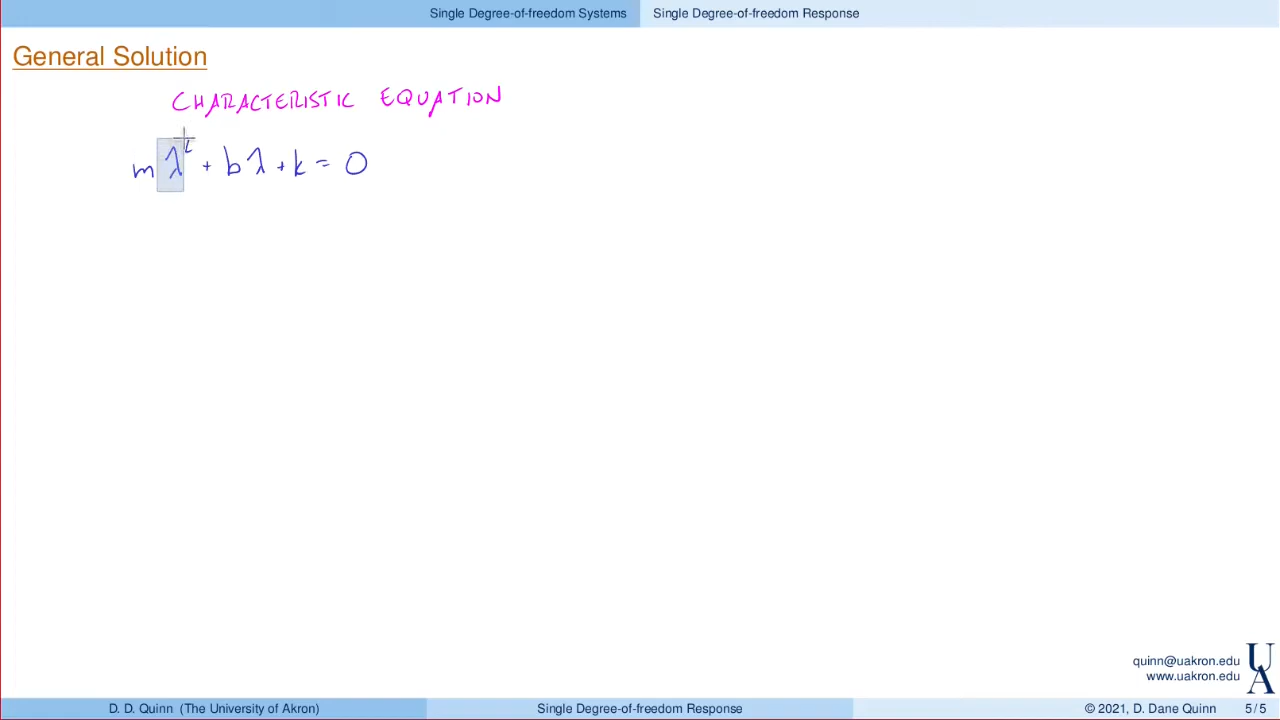 Single Degree-of-freedom Systems Single Degree-of-freedom Response
General Solution
CHARACTERISTIC EQUATION
mλ² + bλ + k = 0
quinn@uakron.edu
www.uakron.edu
UA
D. D. Quinn (The University of Akron) Single Degree-of-freedom Response © 2021, D. Dane Quinn 5/5